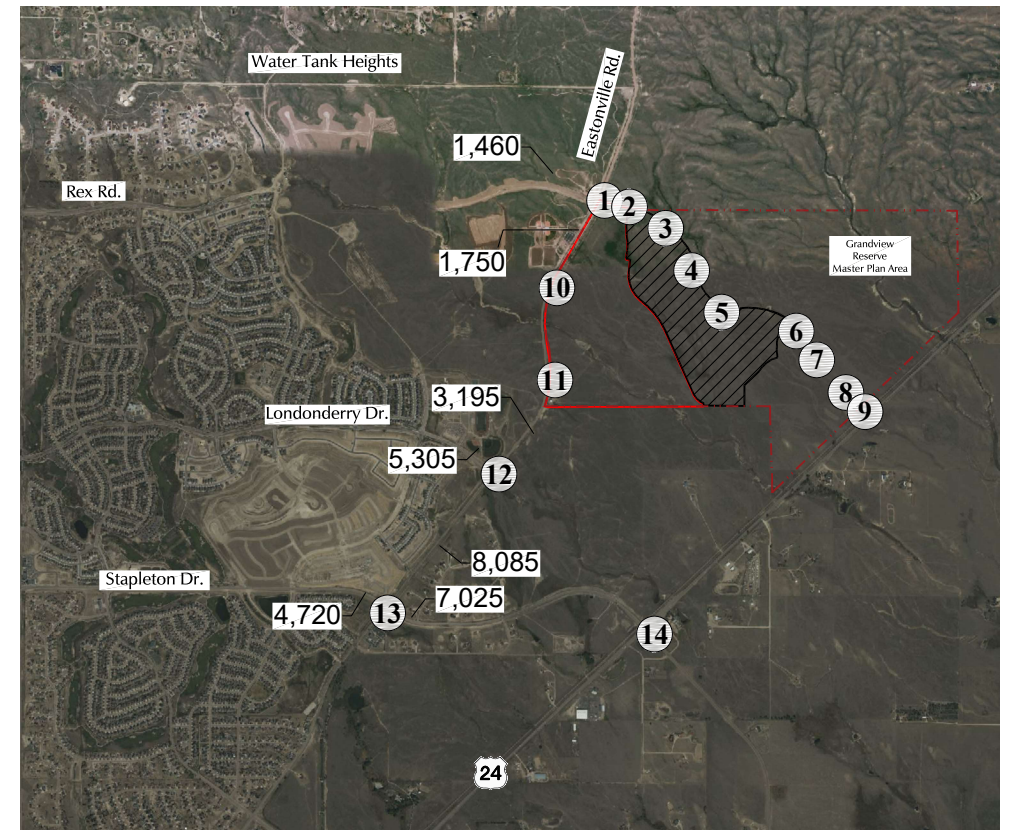 Water Tank Heights
Eastonville Rd.
1,460
Rex Rd.
1
2
3
Grandview
Reserve
Master Plan Area
1,750
4
10
5
6
7
11
8
3,195
9
Londonderry Dr.
5,305
12
8,085
Stapleton Dr.
7,025
4,720
13
14
24